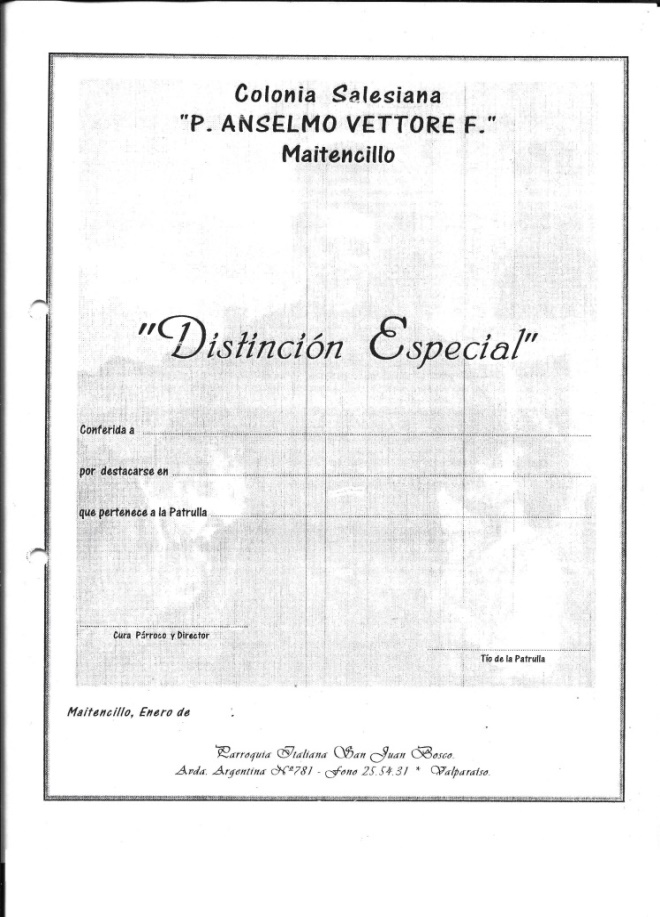 Colonia Salesiana
"P. ANSELMO VETTORE F."
Maitencillo
"Distinción Especial"
Conferida a
por destacarse en
que pertenece a la Patrulla
Cura Párroco y Director
Tío de la Patrulla
Maitencillo, Enero de .
Parroquia Italiana San Juan Bosco.
Avda. Argentina Nº781 - Fono 25.54.31 * Valparaíso.